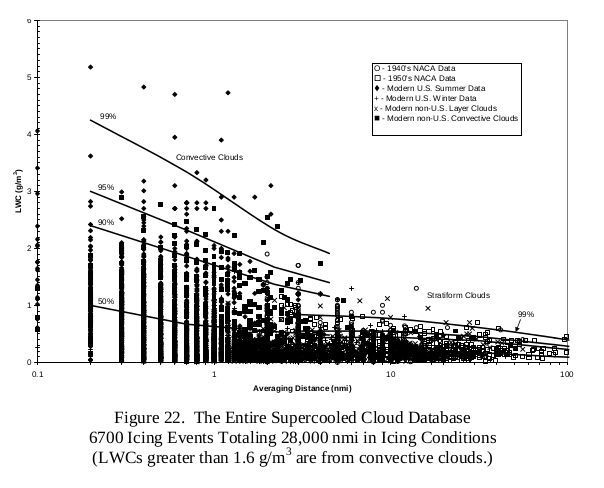 6
5
4
3
2
1
0
LWC (g/m³)
99%
Convective Clouds
95%
90%
50%
○ - 1940's NACA Data
□ - 1950's NACA Data
◆ - Modern U.S. Summer Data
+ - Modern U.S. Winter Data
× - Modern non-U.S. Layer Clouds
■ - Modern non-U.S. Convective Clouds
Stratiform Clouds
99%
0.1
1
10
100
Averaging Distance (nmi)
Figure 22. The Entire Supercooled Cloud Database
6700 Icing Events Totaling 28,000 nmi in Icing Conditions
(LWCs greater than 1.6 g/m³ are from convective clouds.)